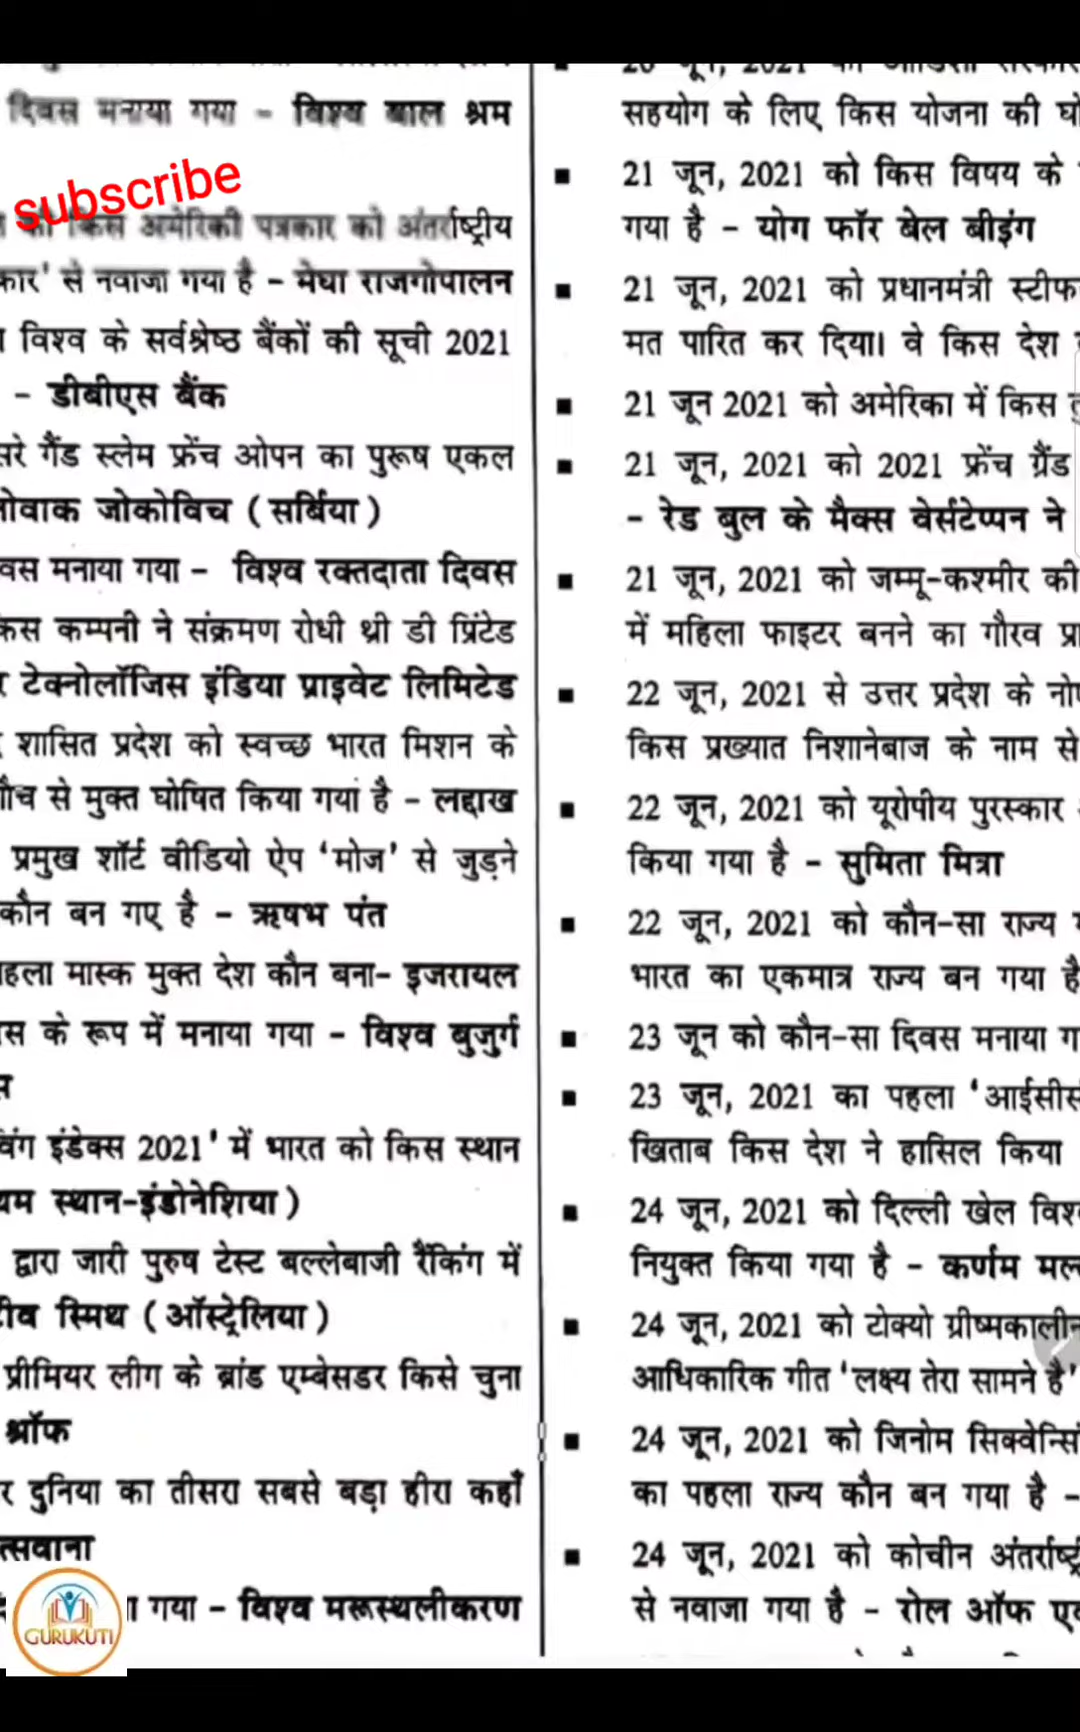 दिवस मनाया गया - विश्व बाल श्रम
subscribe
किस अमेरिकी पत्रकार को अंतर्राष्ट्रीय
कार' से नवाजा गया है - मेघा राजगोपालन
विश्व के सर्वश्रेष्ठ बैंकों की सूची 2021
- डीबीएस बैंक
सरे गैंड स्लेम फ्रेंच ओपन का पुरूष एकल
नोवाक जोकोविच ( सर्बिया )
वस मनाया गया - विश्व रक्तदाता दिवस
कम्पनी ने संक्रमण रोधी थ्री डी प्रिंटेड
टेक्नोलॉजिस इंडिया प्राइवेट लिमिटेड
शासित प्रदेश को स्वच्छ भारत मिशन के
शौच से मुक्त घोषित किया गया है - लद्दाख
प्रमुख शॉर्ट वीडियो ऐप 'मोज' से जुड़ने
कौन बन गए है - ऋषभ पंत
हला मास्क मुक्त देश कौन बना- इजरायल
स के रूप में मनाया गया - विश्व बुजुर्ग
इंडेक्स 2021' में भारत को किस स्थान
स्थान-इंडोनेशिया )
द्वारा जारी पुरुष टेस्ट बल्लेबाजी रैंकिंग में
स्मिथ ( ऑस्ट्रेलिया )
प्रीमियर लीग के ब्रांड एम्बेसडर किसे चुना
श्रॉफ
दुनिया का तीसरा सबसे बड़ा हीरा कहाँ
त्सवाना
गया - विश्व मरूस्थलीकरण
GURUKUTI
20 जून, 2021 को
सहयोग के लिए किस योजना की घो
▪ 21 जून, 2021 को किस विषय के
गया है - योग फॉर बेल बीइंग
▪ 21 जून, 2021 को प्रधानमंत्री स्टीफ
मत पारित कर दिया। वे किस देश
▪ 21 जून 2021 को अमेरिका में किस
▪ 21 जून, 2021 को 2021 फ्रेंच ग्रैंड
- रेड बुल के मैक्स वेर्सटेप्पन ने
▪ 21 जून, 2021 को जम्मू-कश्मीर की
में महिला फाइटर बनने का गौरव प्रा
▪ 22 जून, 2021 से उत्तर प्रदेश के नो
किस प्रख्यात निशानेबाज के नाम से
▪ 22 जून, 2021 को यूरोपीय पुरस्कार
किया गया है - सुमिता मित्रा
▪ 22 जून, 2021 को कौन-सा राज्य
भारत का एकमात्र राज्य बन गया है
▪ 23 जून को कौन-सा दिवस मनाया ग
▪ 23 जून, 2021 का पहला 'आईसीस
खिताब किस देश ने हासिल किया
▪ 24 जून, 2021 को दिल्ली खेल विश्
नियुक्त किया गया है - कर्णम मल्
▪ 24 जून, 2021 को टोक्यो ग्रीष्मकालीन
आधिकारिक गीत 'लक्ष्य तेरा सामने है'
▪ 24 जून, 2021 को जिनोम सिक्वेन्सि
का पहला राज्य कौन बन गया है -
▪ 24 जून, 2021 को कोचीन अंतर्राष्ट्र
से नवाजा गया है - रोल ऑफ ए